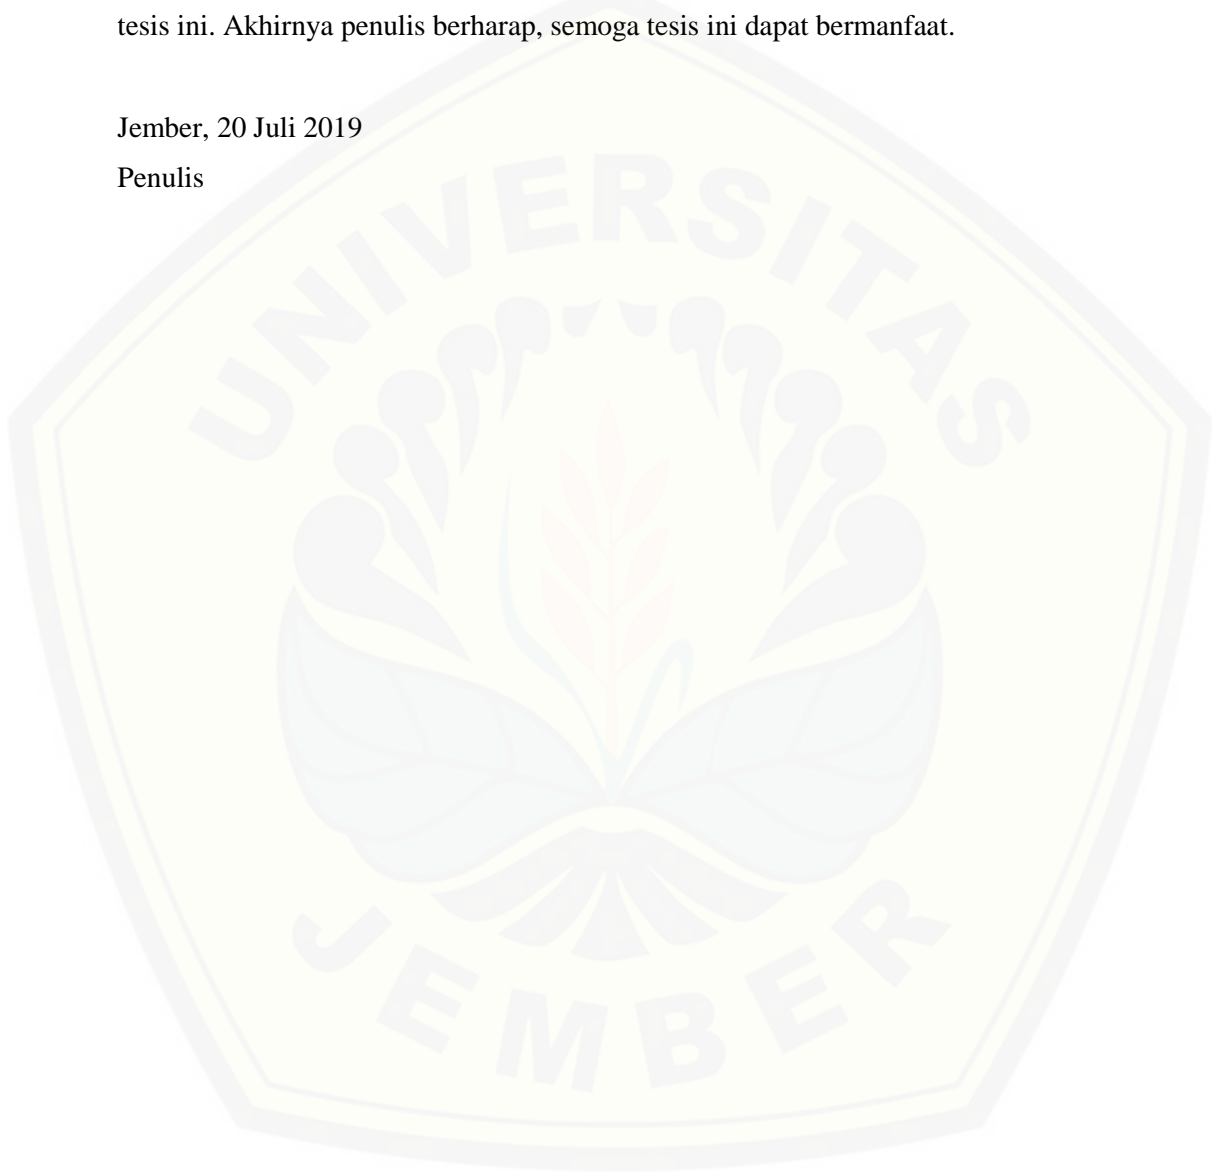 tesis ini. Akhirnya penulis berharap, semoga tesis ini dapat bermanfaat.
Jember, 20 Juli 2019
Penulis
UNIVERSITAS
JEMBER